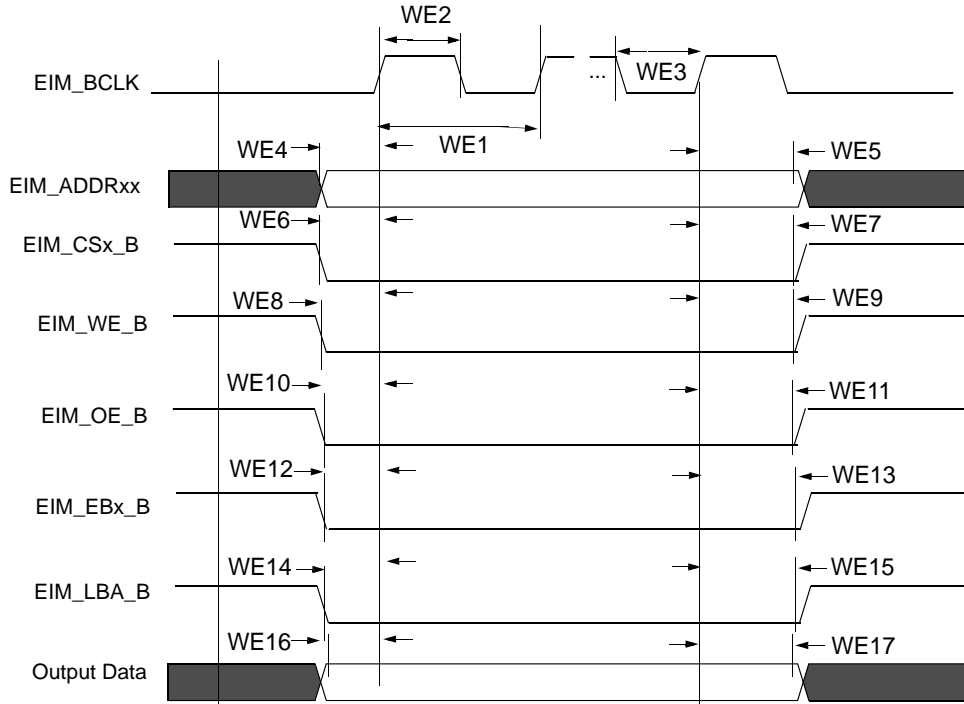 WE2
EIM_BCLK
...
WE3
WE4
WE1
WE5
EIM_ADDRxx
WE6
WE7
EIM_CSx_B
WE8
WE9
EIM_WE_B
WE10
WE11
EIM_OE_B
WE12
WE13
EIM_EBx_B
WE14
WE15
EIM_LBA_B
WE16
WE17
Output Data